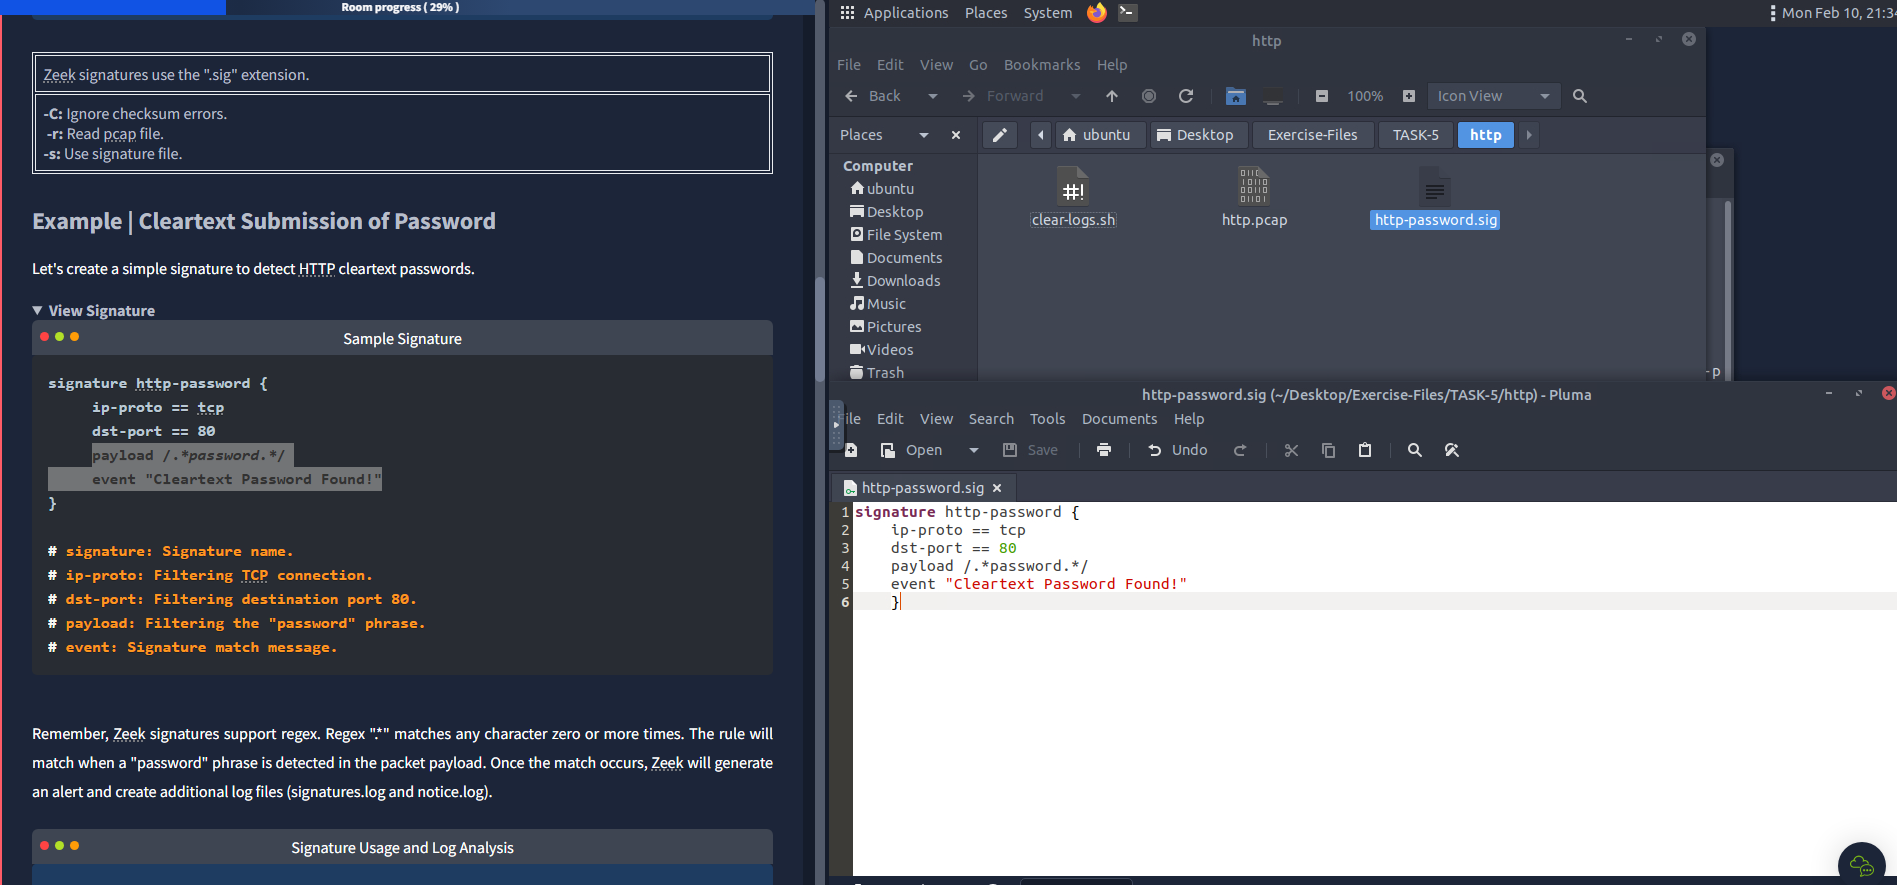 Room progress ( 29% )
Zeek signatures use the ".sig" extension.
-C: Ignore checksum errors.
-r: Read pcap file.
-s: Use signature file.
Example | Cleartext Submission of Password
Let's create a simple signature to detect HTTP cleartext passwords.
▼ View Signature
Sample Signature
signature http-password {
ip-proto == tcp
dst-port == 80
payload /.*password.*/
event "Cleartext Password Found!"
}
# signature: Signature name.
# ip-proto: Filtering TCP connection.
# dst-port: Filtering destination port 80.
# payload: Filtering the "password" phrase.
# event: Signature match message.
Remember, Zeek signatures support regex. Regex ".*" matches any character zero or more times. The rule will
match when a "password" phrase is detected in the packet payload. Once the match occurs, Zeek will generate
an alert and create additional log files (signatures.log and notice.log).
Signature Usage and Log Analysis
Applications Places System Mon Feb 10, 21:34
http
File Edit View Go Bookmarks Help
Back Forward 100% Icon View
Places ubuntu Desktop Exercise-Files TASK-5 http
Computer
ubuntu
Desktop
File System
Documents
Downloads
Music
Pictures
Videos
Trash
clear-logs.sh http.pcap http-password.sig
-p
http-password.sig (~/Desktop/Exercise-Files/TASK-5/http) - Pluma
ile Edit View Search Tools Documents Help
Open Save Undo
http-password.sig
1 signature http-password {
2 ip-proto == tcp
3 dst-port == 80
4 payload /.*password.*/
5 event "Cleartext Password Found!"
6 }